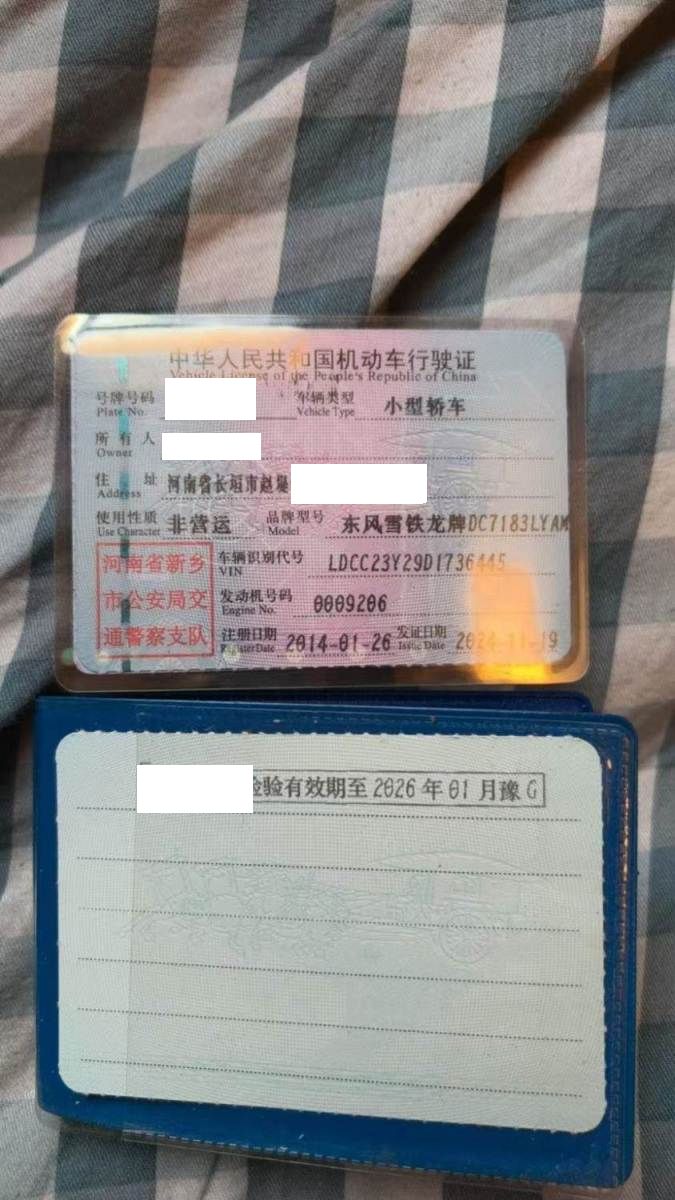 中华人民共和国机动车行驶证
Vehicle License of the People's Republic of China
号牌号码 车辆类型 小型轿车
Plate No. Vehicle Type
所有人
Owner
住址 河南省长垣市赵堤
Address
使用性质 非营运 品牌型号 东风雪铁龙牌DC7183LYAM
Use Character Model
河南省新乡
市公安局交
通警察支队
车辆识别代号 LDCC23Y29D1736445
VIN
发动机号码 0009206
Engine No.
注册日期 2014-01-26 发证日期 2024-11-19
Register Date Issue Date
检验有效期至2026年01月豫G